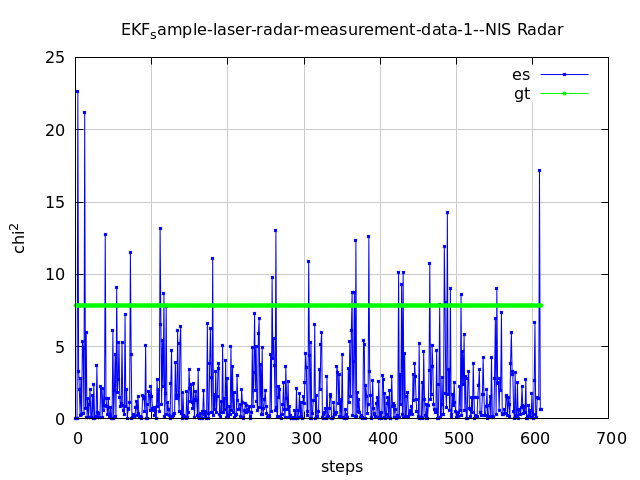 EKFsample-laser-radar-measurement-data-1--NIS Radar
25
20
15
10
5
0
chi2
es
gt
0 100 200 300 400 500 600 700
steps